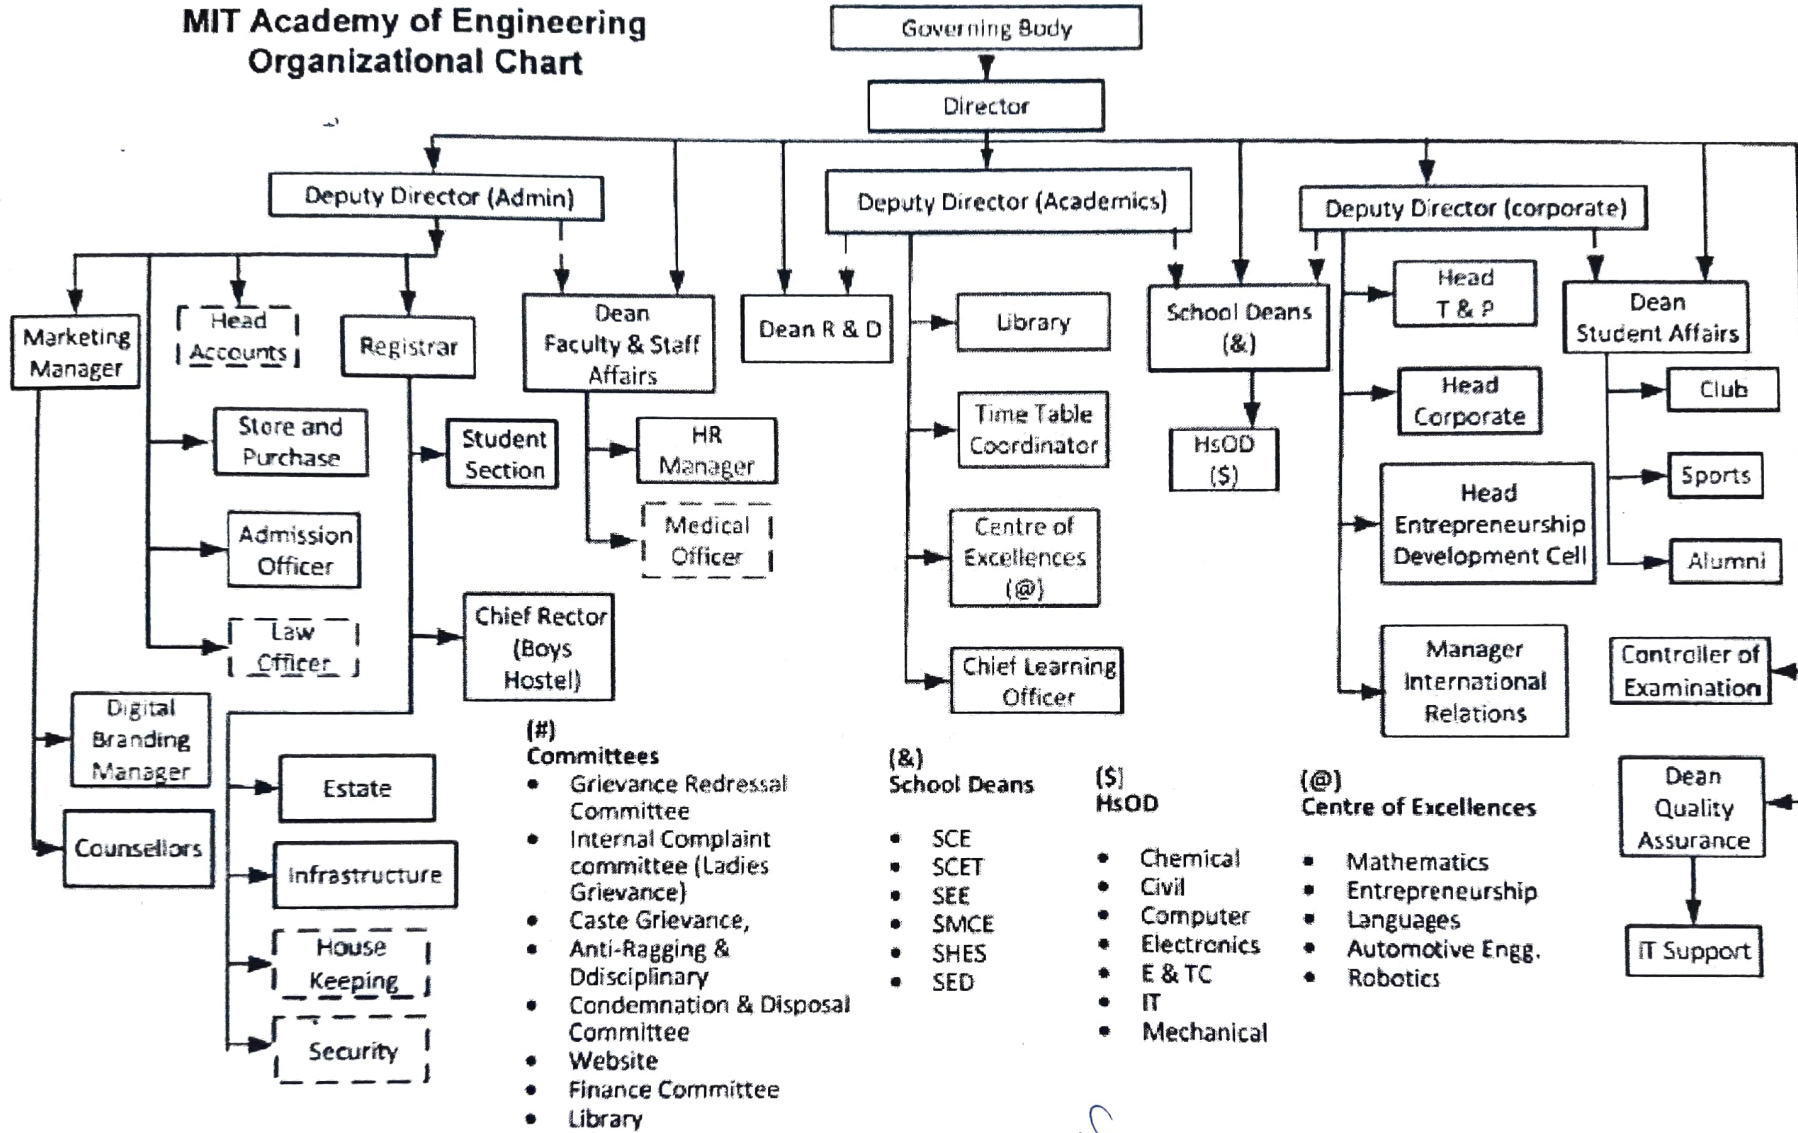 MIT Academy of Engineering
Organizational Chart
Governing Body
Director
Deputy Director (Admin)
Deputy Director (Academics)
Deputy Director (corporate)
Marketing
Manager
Head
Accounts
Registrar
Dean
Faculty & Staff
Affairs
Dean R & D
Library
School Deans
(&)
Head
T & P
Dean
Student Affairs
Store and
Purchase
Student
Section
HR
Manager
Time Table
Coordinator
HsOD
($)
Head
Corporate
Club
Admission
Officer
Medical
Officer
Centre of
Excellences
(@)
Head
Entrepreneurship
Development Cell
Sports
Alumni
Law
Officer
Chief Rector
(Boys
Hostel)
Chief Learning
Officer
Manager
International
Relations
Controller of
Examination
Digital
Branding
Manager
Counsellors
Estate
Infrastructure
House
Keeping
Security
Dean
Quality
Assurance
IT Support
(#)
Committees
• Grievance Redressal
Committee
• Internal Complaint
committee (Ladies
Grievance)
• Caste Grievance,
• Anti-Ragging &
Ddisciplinary
• Condemnation & Disposal
Committee
• Website
• Finance Committee
• Library
(&)
School Deans
• SCE
• SCET
• SEE
• SMCE
• SHES
• SED
($)
HsOD
• Chemical
• Civil
• Computer
• Electronics
• E & TC
• IT
• Mechanical
(@)
Centre of Excellences
• Mathematics
• Entrepreneurship
• Languages
• Automotive Engg.
• Robotics